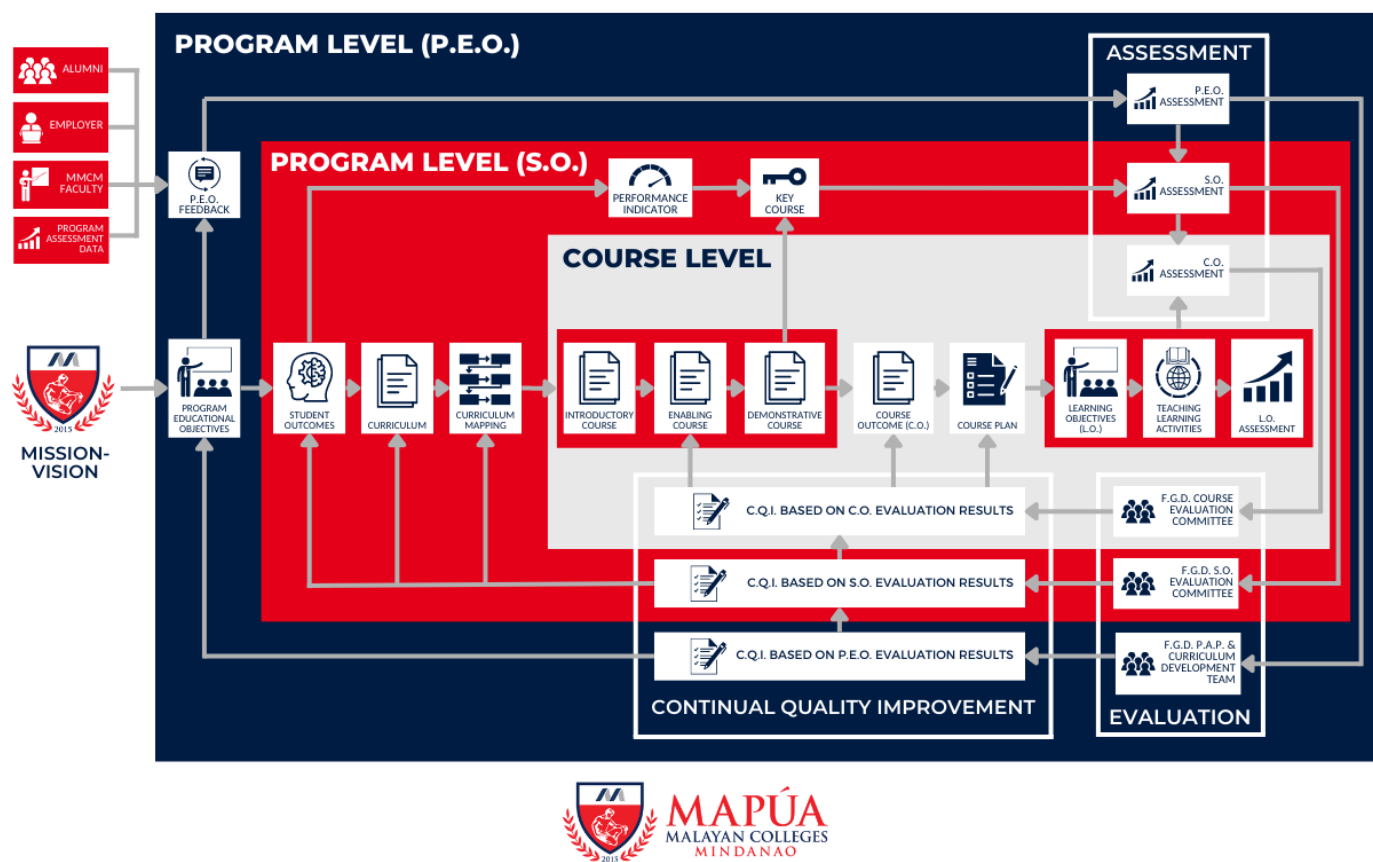 PROGRAM LEVEL (P.E.O.)
ASSESSMENT
ALUMNI
EMPLOYER
MMCM
FACULTY
PROGRAM
ASSESSMENT
DATA
P.E.O.
FEEDBACK
P.E.O.
ASSESSMENT
PROGRAM LEVEL (S.O.)
PERFORMANCE
INDICATOR
KEY
COURSE
S.O.
ASSESSMENT
COURSE LEVEL
C.O.
ASSESSMENT
2015
MISSION-
VISION
PROGRAM
EDUCATIONAL
OBJECTIVES
STUDENT
OUTCOMES
CURRICULUM
CURRICULUM
MAPPING
INTRODUCTORY
COURSE
ENABLING
COURSE
DEMONSTRATIVE
COURSE
COURSE
OUTCOME (C.O.)
COURSE PLAN
LEARNING
OBJECTIVES
(L.O.)
TEACHING
LEARNING
ACTIVITIES
L.O.
ASSESSMENT
C.Q.I. BASED ON C.O. EVALUATION RESULTS
F.G.D. COURSE
EVALUATION
COMMITTEE
C.Q.I. BASED ON S.O. EVALUATION RESULTS
F.G.D. S.O.
EVALUATION
COMMITTEE
C.Q.I. BASED ON P.E.O. EVALUATION RESULTS
F.G.D. P.A.P. &
CURRICULUM
DEVELOPMENT
TEAM
CONTINUAL QUALITY IMPROVEMENT
EVALUATION
2015
MAPÚA
MALAYAN COLLEGES
MINDANAO